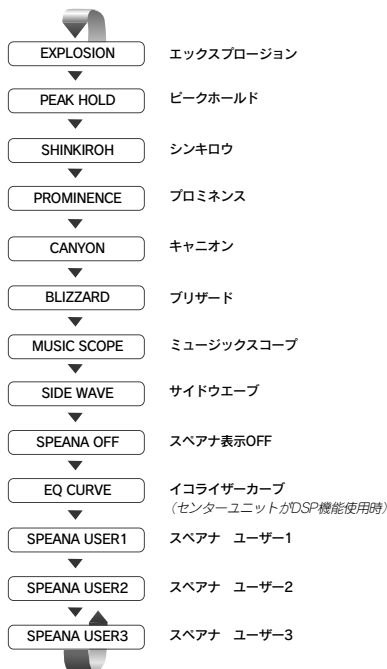 EXPLOSION エックスプロージョン
PEAK HOLD ピークホールド
SHINKIROH シンキロウ
PROMINENCE プロミネンス
CANYON キャニオン
BLIZZARD ブリザード
MUSIC SCOPE ミュージックスコープ
SIDE WAVE サイドウエーブ
SPEANA OFF スペアナ表示OFF
EQ CURVE イコライザーカーブ
（センターユニットがDSP機能使用時）
SPEANA USER1 スペアナ　ユーザー1
SPEANA USER2 スペアナ　ユーザー2
SPEANA USER3 スペアナ　ユーザー3